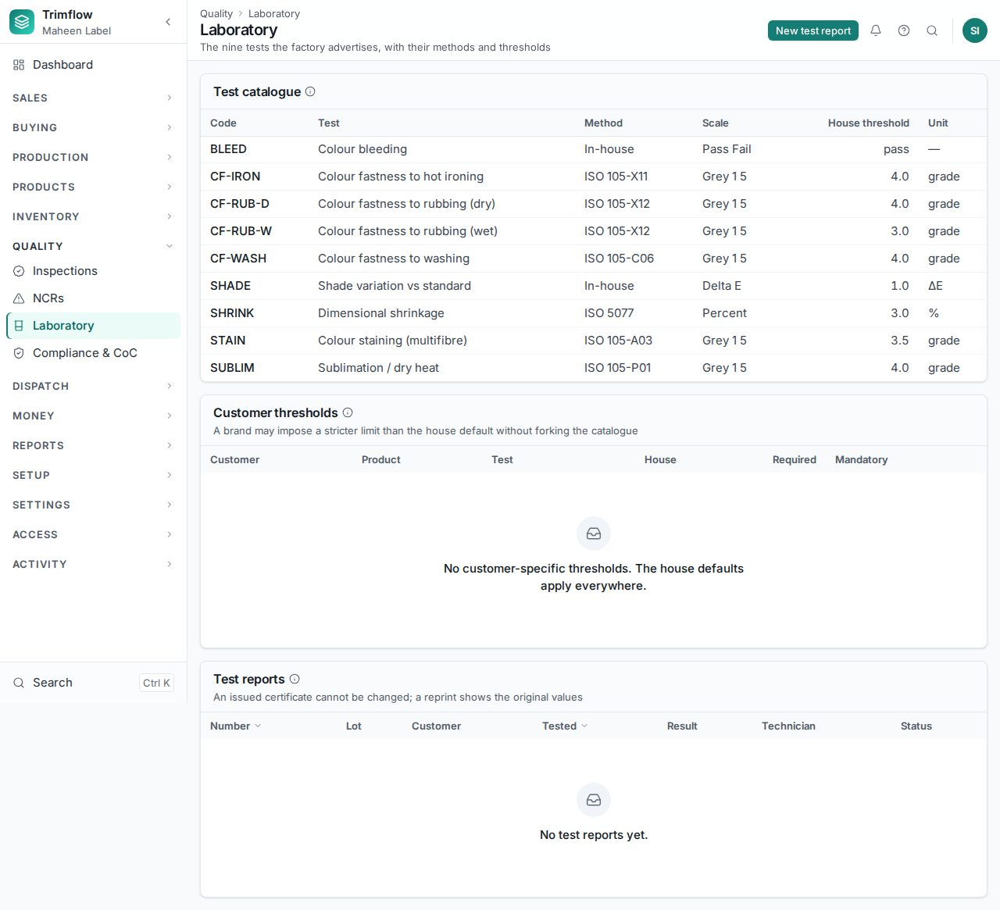 Trimflow
Maheen Label
Dashboard
SALES
BUYING
PRODUCTION
PRODUCTS
INVENTORY
QUALITY
Inspections
NCRs
Laboratory
Compliance & CoC
DISPATCH
MONEY
REPORTS
SETUP
SETTINGS
ACCESS
ACTIVITY
Search Ctrl K
Quality Laboratory
Laboratory
The nine tests the factory advertises, with their methods and thresholds
New test report
SI
Test catalogue
Code Test Method Scale House threshold Unit
BLEED Colour bleeding In-house Pass Fail pass —
CF-IRON Colour fastness to hot ironing ISO 105-X11 Grey 1 5 4.0 grade
CF-RUB-D Colour fastness to rubbing (dry) ISO 105-X12 Grey 1 5 4.0 grade
CF-RUB-W Colour fastness to rubbing (wet) ISO 105-X12 Grey 1 5 3.0 grade
CF-WASH Colour fastness to washing ISO 105-C06 Grey 1 5 4.0 grade
SHADE Shade variation vs standard In-house Delta E 1.0 ΔE
SHRINK Dimensional shrinkage ISO 5077 Percent 3.0 %
STAIN Colour staining (multifibre) ISO 105-A03 Grey 1 5 3.5 grade
SUBLIM Sublimation / dry heat ISO 105-P01 Grey 1 5 4.0 grade
Customer thresholds
A brand may impose a stricter limit than the house default without forking the catalogue
Customer Product Test House Required Mandatory
No customer-specific thresholds. The house defaults
apply everywhere.
Test reports
An issued certificate cannot be changed; a reprint shows the original values
Number Lot Customer Tested Result Technician Status
No test reports yet.